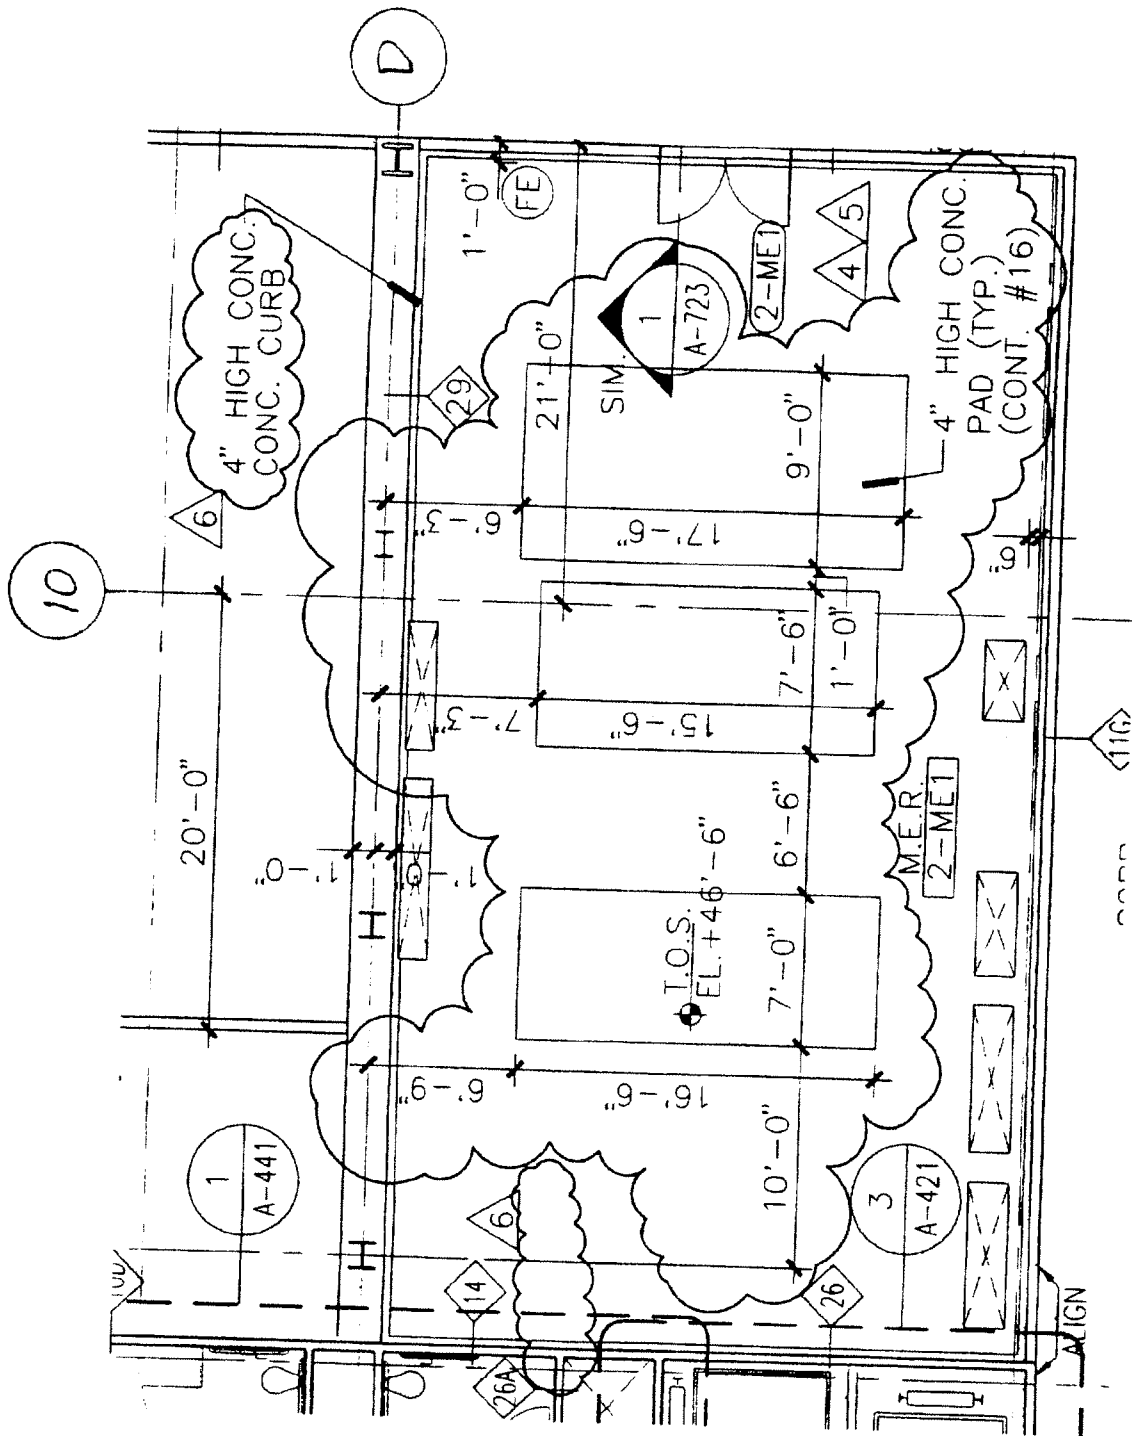 D
10
4" HIGH CONC.
CONC. CURB
6
1'-0"
FE
29
21'-0"
SIM.
1
A-723
2-ME1
4
5
4" HIGH CONC.
PAD (TYP.)
(CONT. #16)
9'-0"
6'-3"
17'-6"
6"
20'-0"
1'-0"
1'-0"
7'-3"
15'-6"
7'-6"
1'-0"
6'-6"
M.E.R.
2-ME1
T.O.S.
EL.+46'-6"
7'-0"
6'-9"
16'-6"
10'-0"
1
A-441
6
14
26A
26
3
A-421
ALIGN